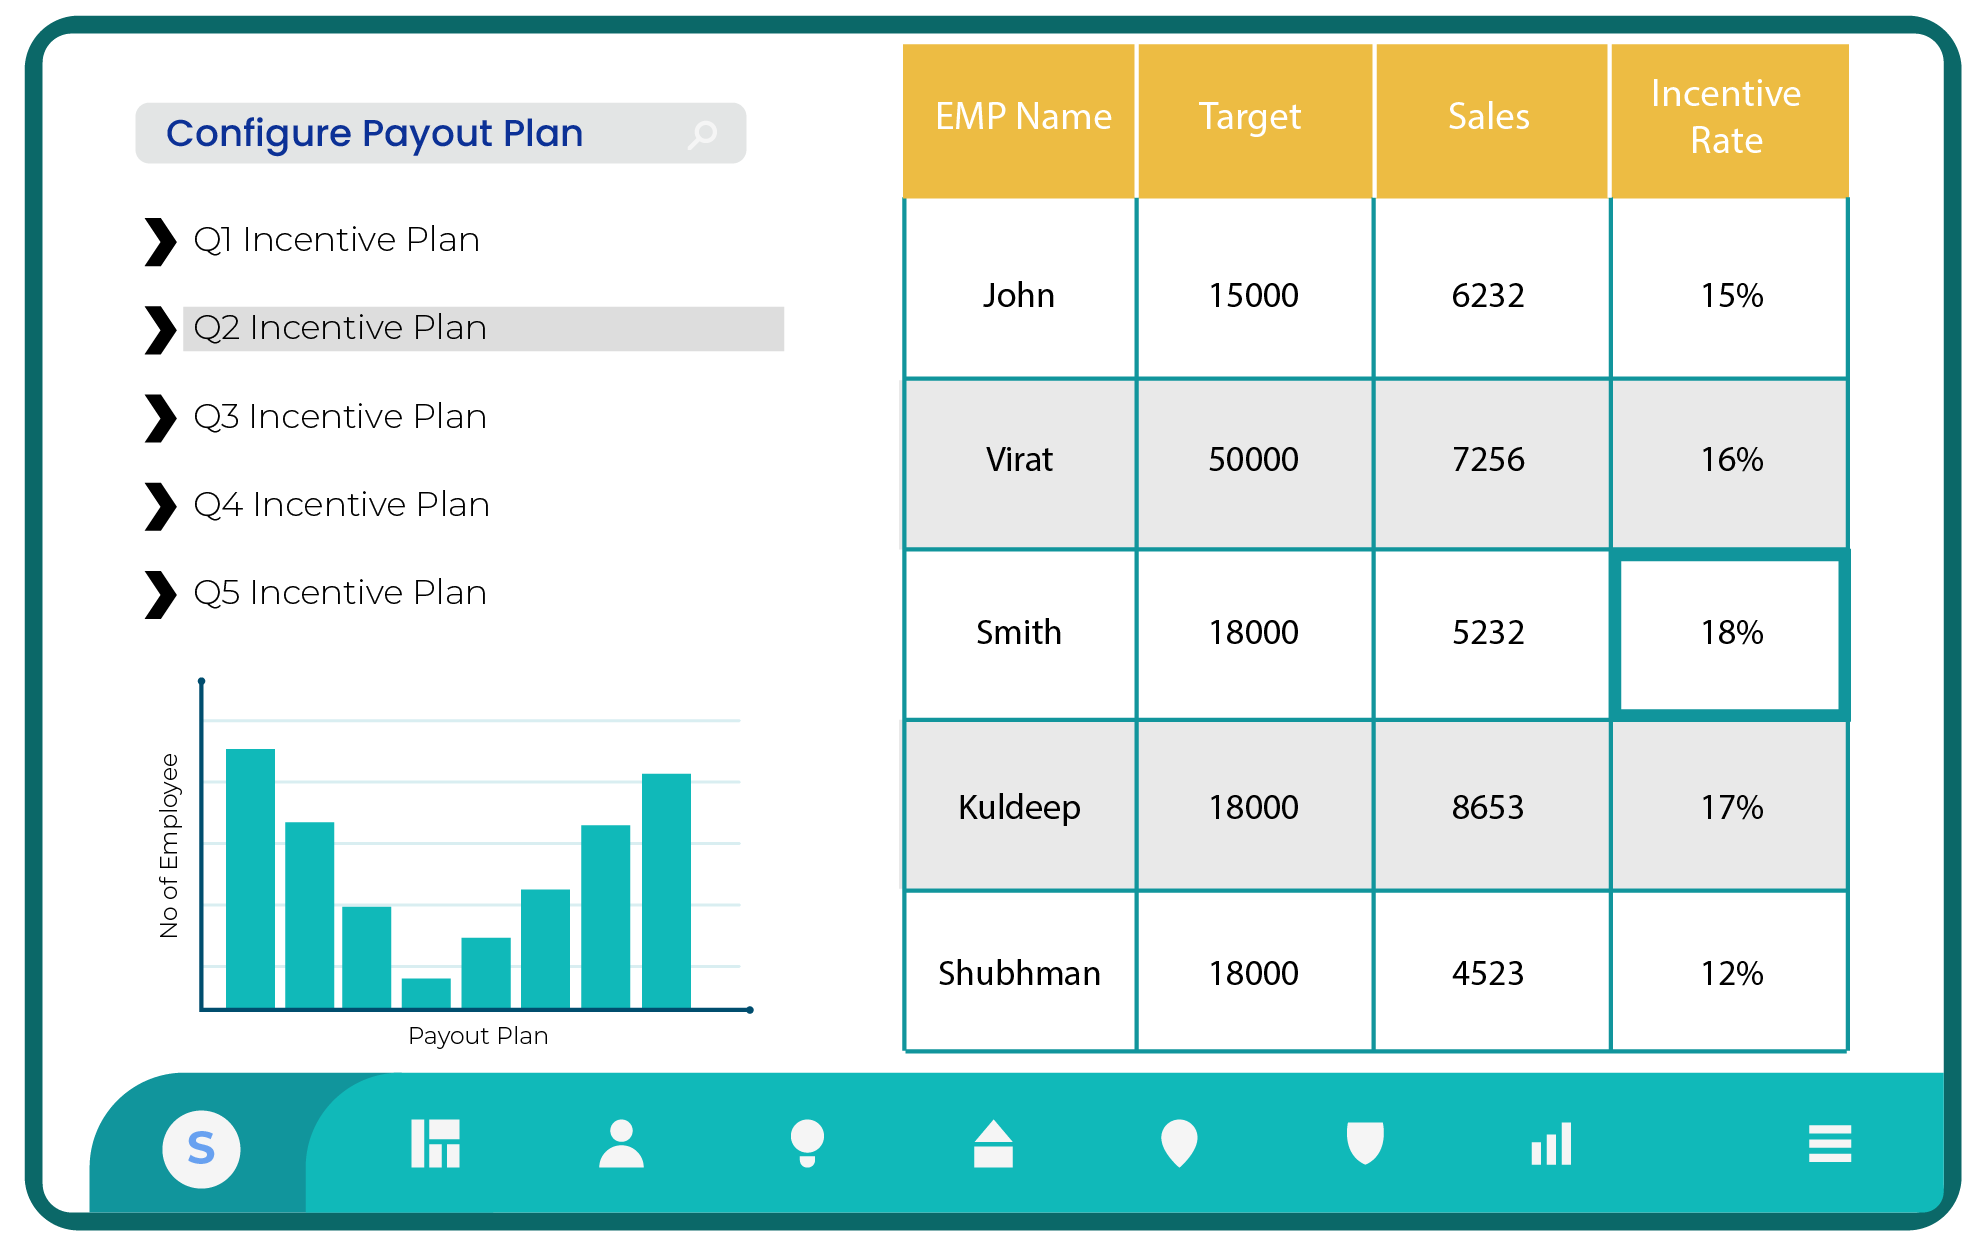 Configure Payout Plan
Q1 Incentive Plan
Q2 Incentive Plan
Q3 Incentive Plan
Q4 Incentive Plan
Q5 Incentive Plan
No of Employee
Payout Plan
EMP Name Target Sales Incentive Rate
John 15000 6232 15%
Virat 50000 7256 16%
Smith 18000 5232 18%
Kuldeep 18000 8653 17%
Shubhman 18000 4523 12%
S